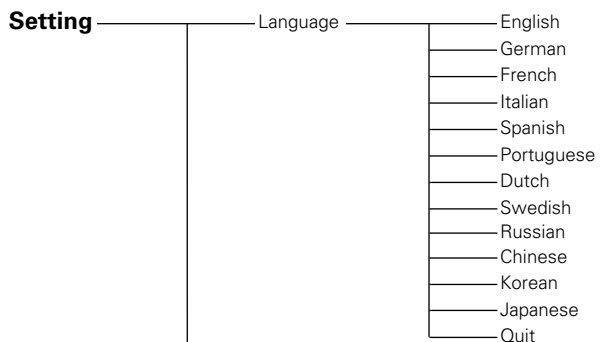 Setting Language English
German
French
Italian
Spanish
Portuguese
Dutch
Swedish
Russian
Chinese
Korean
Japanese
Quit